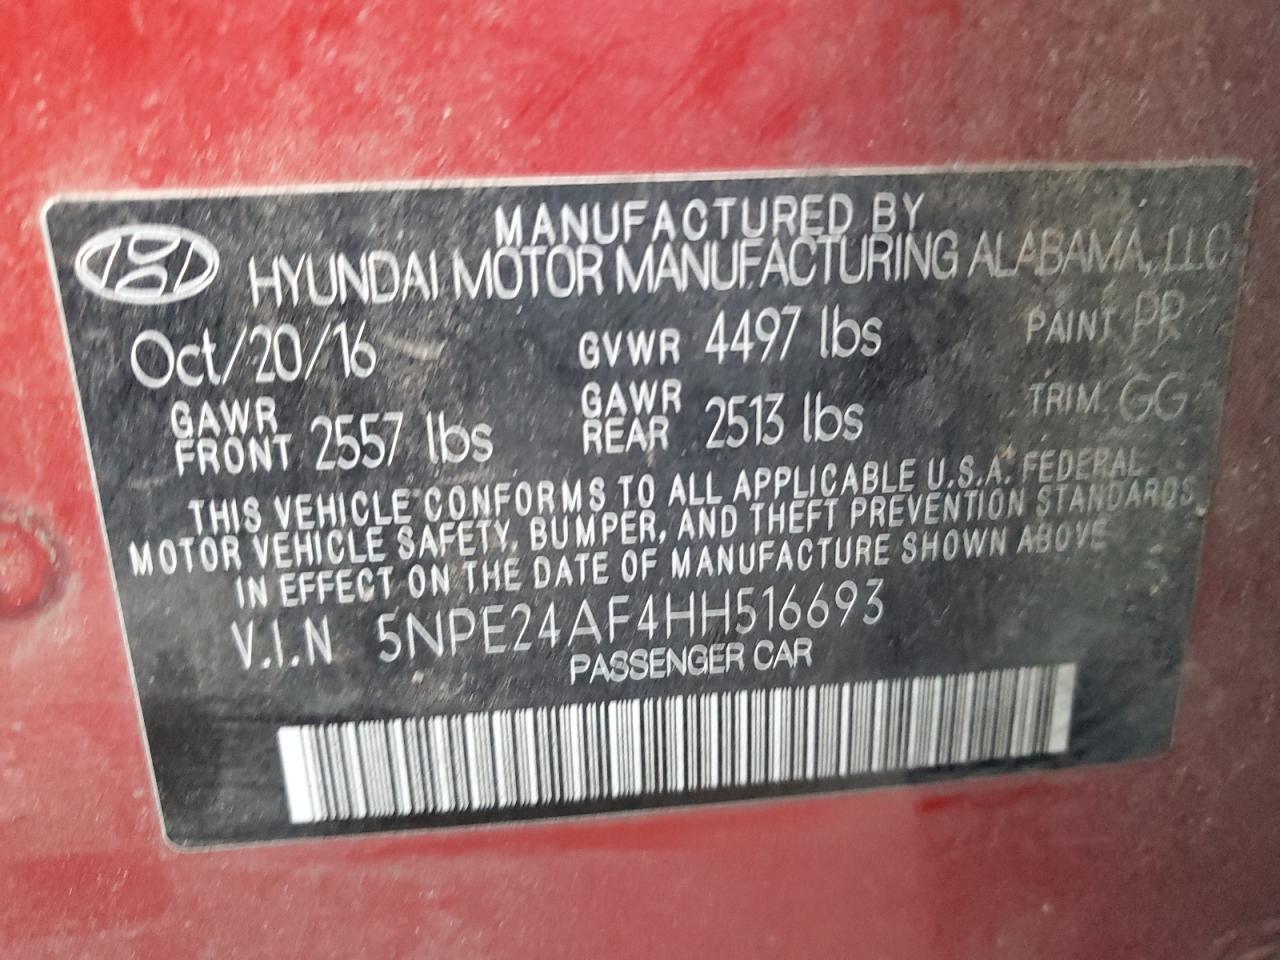 MANUFACTURED BY
HYUNDAI MOTOR MANUFACTURING ALABAMA, LLC
Oct/20/16 GVWR 4497 lbs PAINT PR
GAWR FRONT 2557 lbs GAWR REAR 2513 lbs TRIM GG
THIS VEHICLE CONFORMS TO ALL APPLICABLE U.S.A. FEDERAL
MOTOR VEHICLE SAFETY, BUMPER, AND THEFT PREVENTION STANDARDS
IN EFFECT ON THE DATE OF MANUFACTURE SHOWN ABOVE
V.I.N 5NPE24AF4HH516693
PASSENGER CAR